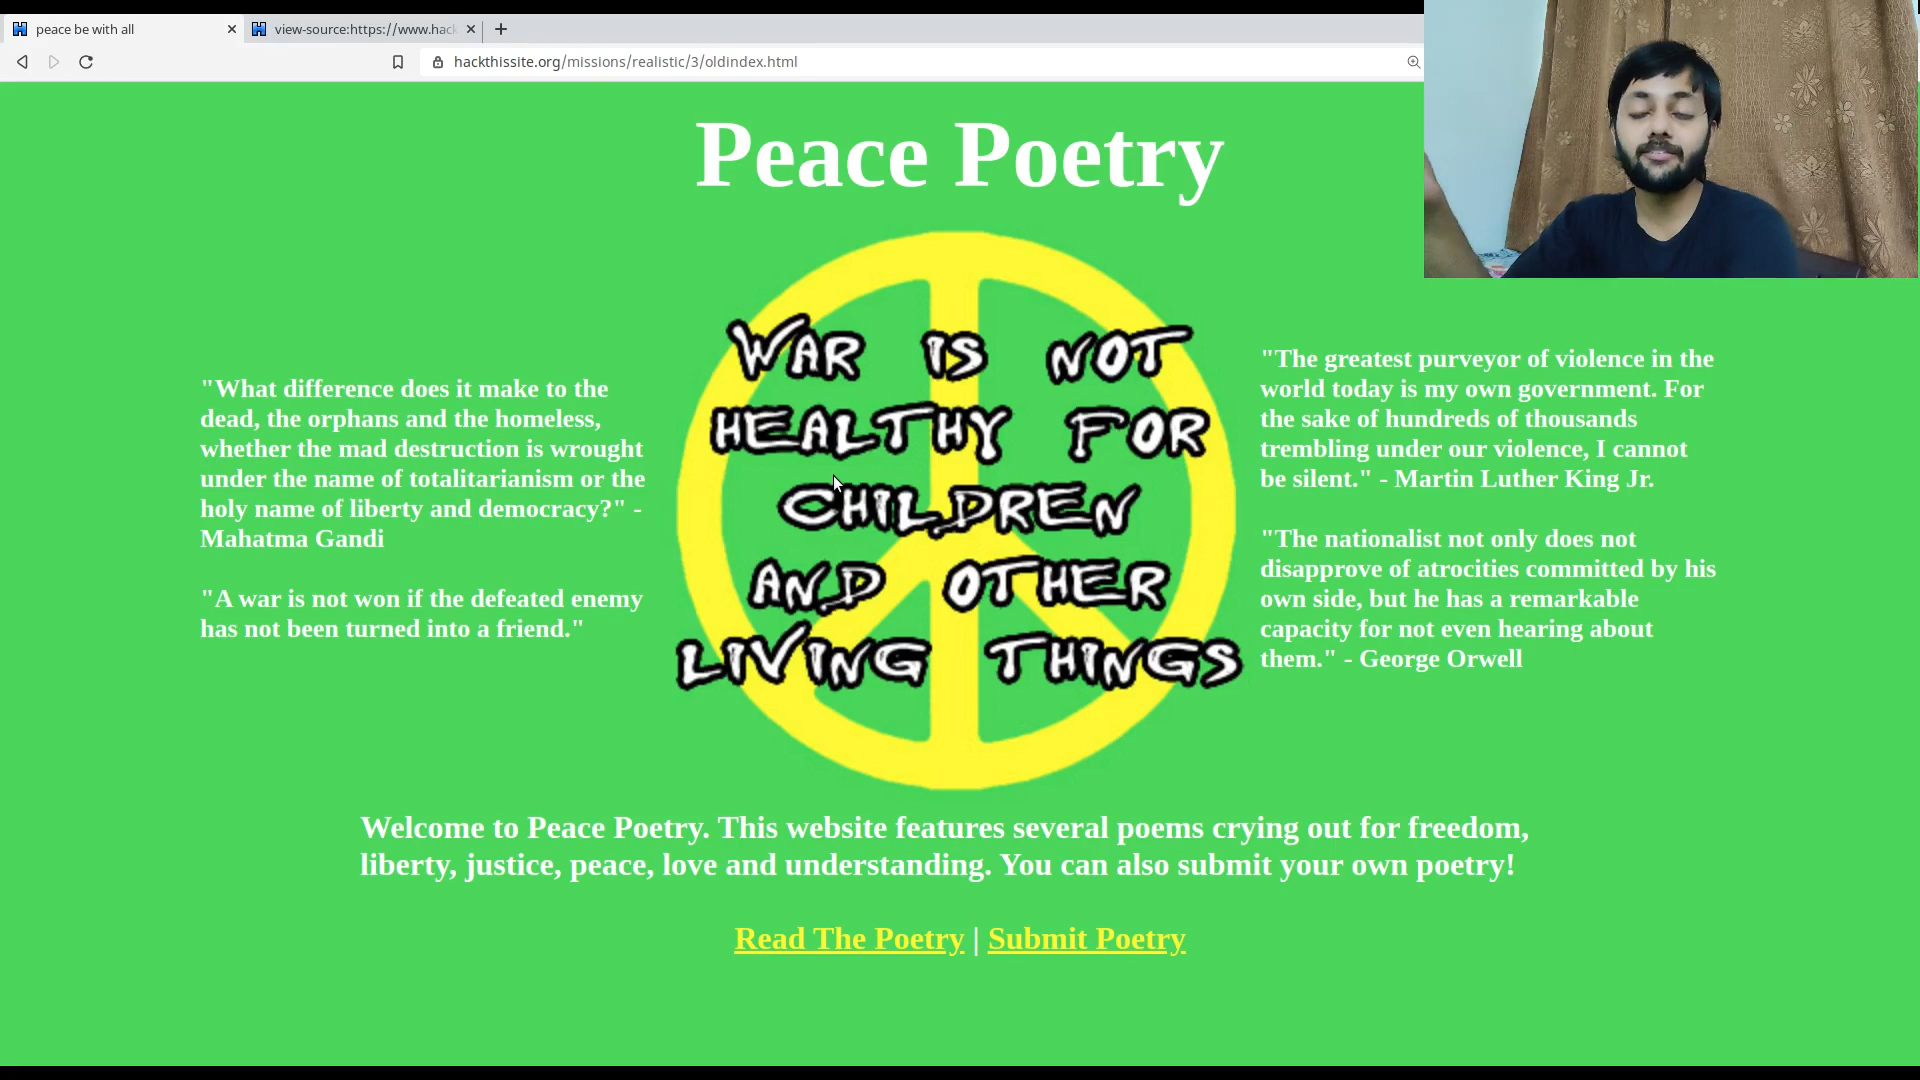 peace be with all
view-source:https://www.hack
hackthissite.org/missions/realistic/3/oldindex.html
Peace Poetry
"What difference does it make to the
dead, the orphans and the homeless,
whether the mad destruction is wrought
under the name of totalitarianism or the
holy name of liberty and democracy?" -
Mahatma Gandi
"A war is not won if the defeated enemy
has not been turned into a friend."
WAR IS NOT
HEALTHY FOR
CHILDREN
AND OTHER
LIVING THINGS
"The greatest purveyor of violence in the
world today is my own government. For
the sake of hundreds of thousands
trembling under our violence, I cannot
be silent." - Martin Luther King Jr.
"The nationalist not only does not
disapprove of atrocities committed by his
own side, but he has a remarkable
capacity for not even hearing about
them." - George Orwell
Welcome to Peace Poetry. This website features several poems crying out for freedom,
liberty, justice, peace, love and understanding. You can also submit your own poetry!
Read The Poetry | Submit Poetry